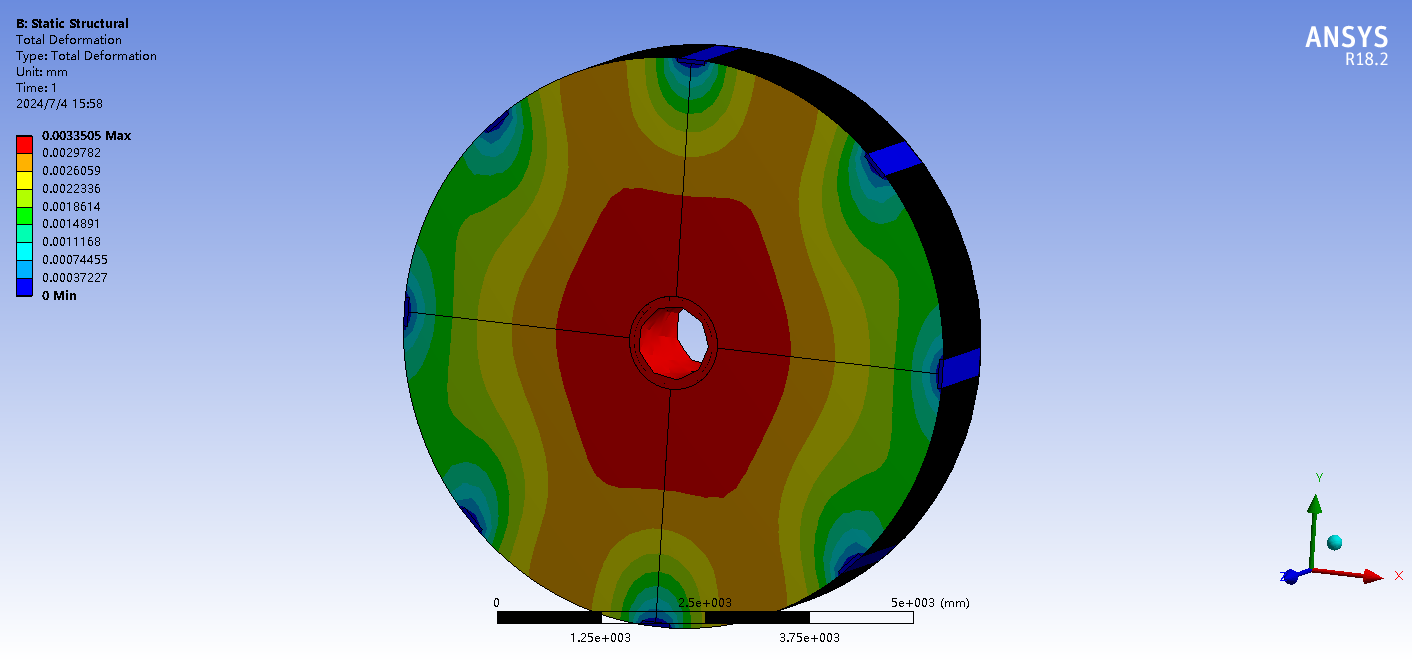 B: Static Structural
Total Deformation
Type: Total Deformation
Unit: mm
Time: 1
2024/7/4 15:58
0.0033505 Max
0.0029782
0.0026059
0.0022336
0.0018614
0.0014891
0.0011168
0.00074455
0.00037227
0 Min
ANSYS
R18.2
Y
Z
X
0
2.5e+003
5e+003 (mm)
1.25e+003
3.75e+003